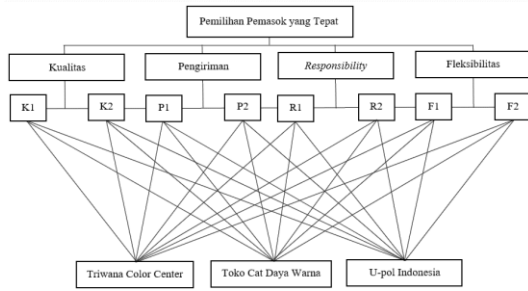 Pemilihan Pemasok yang Tepat
Kualitas
Pengiriman
Responsibility
Fleksibilitas
K1
K2
P1
P2
R1
R2
F1
F2
Triwana Color Center
Toko Cat Daya Warna
U-pol Indonesia